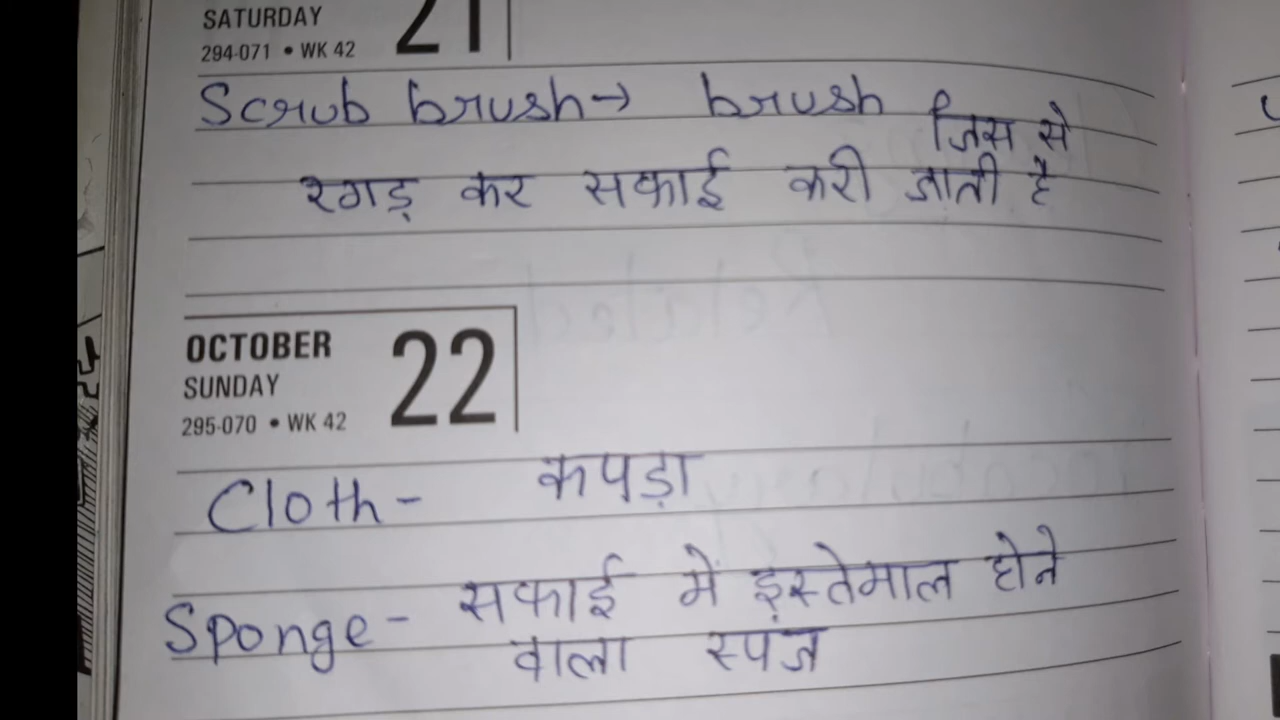 SATURDAY
294-071 • WK 42
21
Scrub brush→ brush जिस से
रगड़ कर सफाई करी जाती है
OCTOBER
SUNDAY
295-070 • WK 42
22
Cloth- कपड़ा
Sponge- सफाई में इस्तेमाल होने
वाला स्पंज